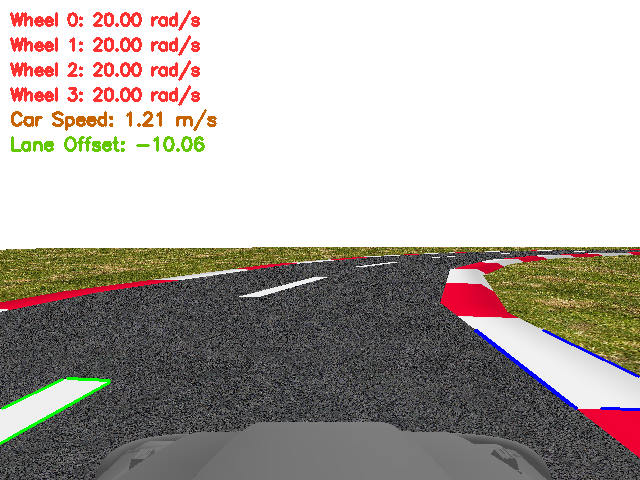 Wheel 0: 20.00 rad/s
Wheel 1: 20.00 rad/s
Wheel 2: 20.00 rad/s
Wheel 3: 20.00 rad/s
Car Speed: 1.21 m/s
Lane Offset: -10.06